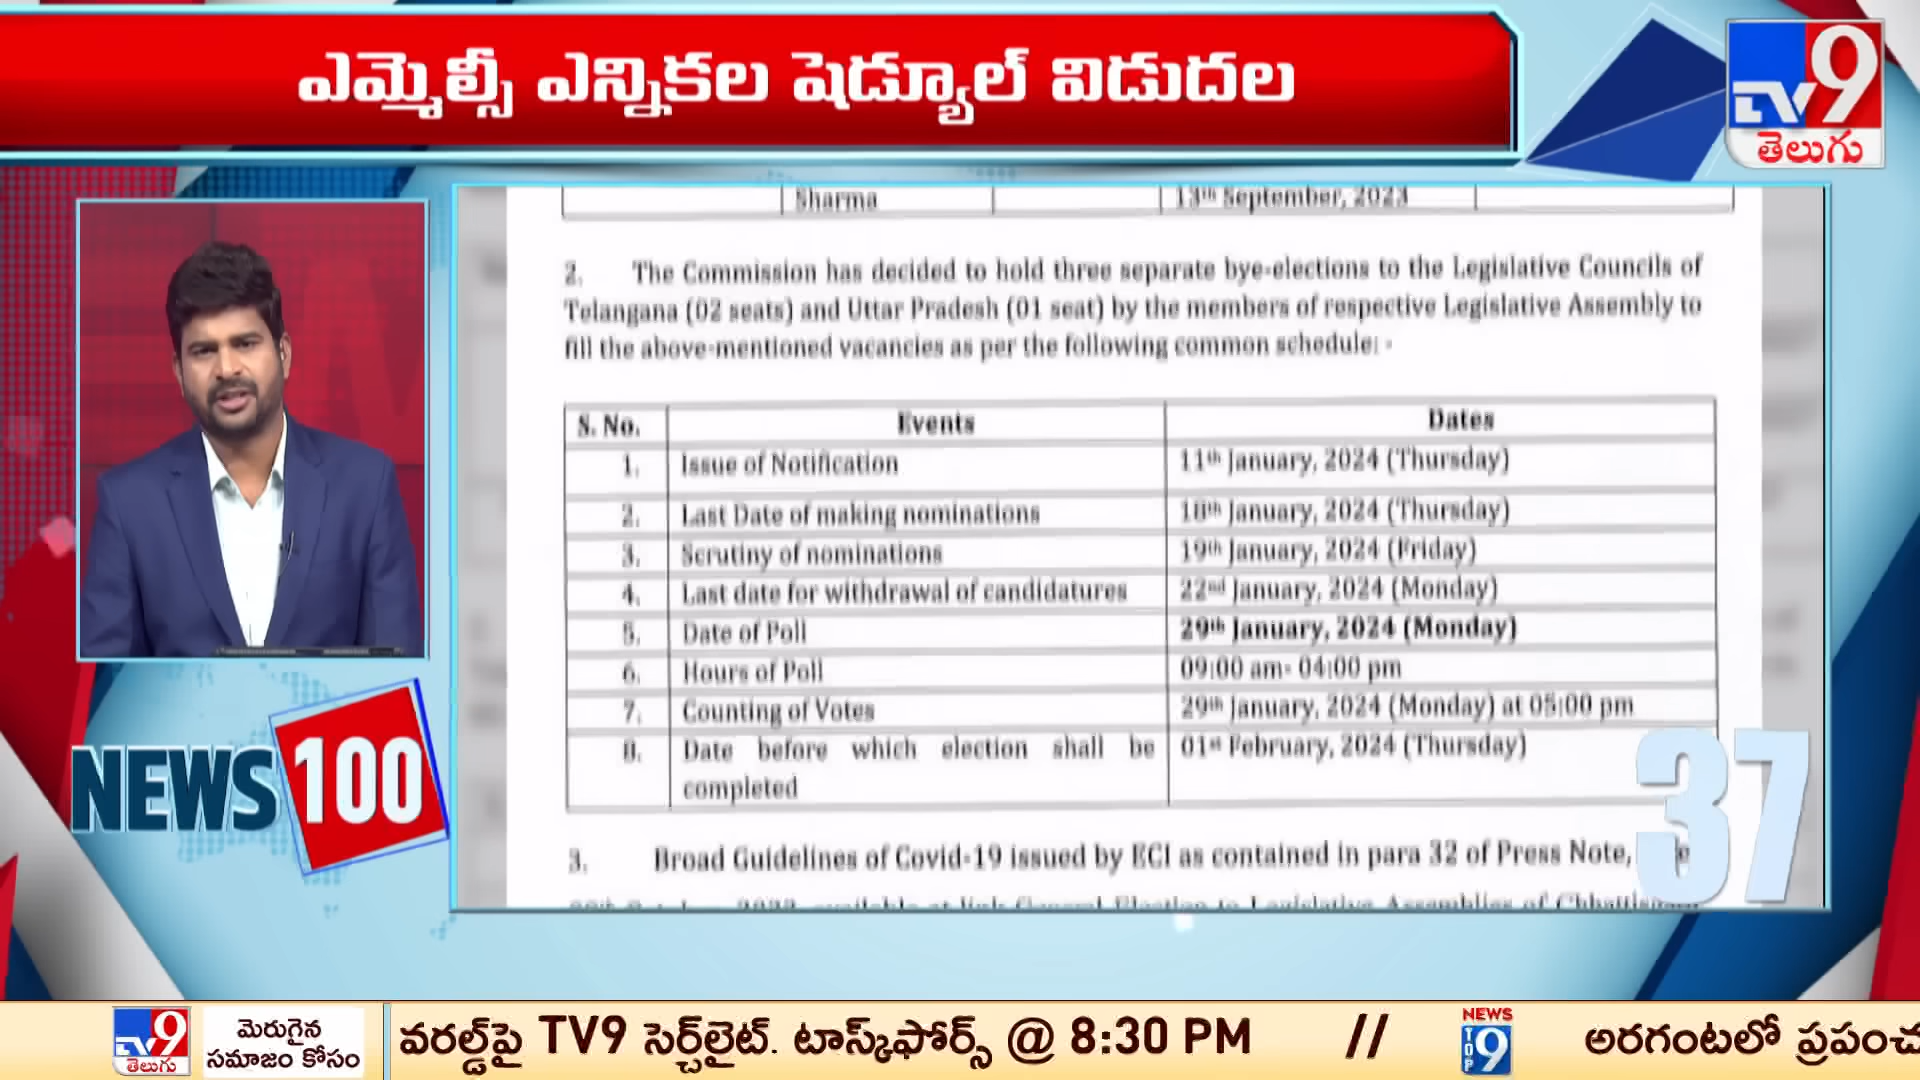 ఎమ్మెల్సీ ఎన్నికల షెడ్యూల్ విడుదల
TV9
తెలుగు
Sharma 13th September, 2023
2. The Commission has decided to hold three separate bye-elections to the Legislative Councils of
Telangana (02 seats) and Uttar Pradesh (01 seat) by the members of respective Legislative Assembly to
fill the above-mentioned vacancies as per the following common schedule: -
S. No. Events Dates
1. Issue of Notification 11th January, 2024 (Thursday)
2. Last Date of making nominations 18th January, 2024 (Thursday)
3. Scrutiny of nominations 19th January, 2024 (Friday)
4. Last date for withdrawal of candidatures 22nd January, 2024 (Monday)
5. Date of Poll 29th January, 2024 (Monday)
6. Hours of Poll 09:00 am- 04:00 pm
7. Counting of Votes 29th January, 2024 (Monday) at 05:00 pm
8. Date before which election shall be 01st February, 2024 (Thursday)
completed
37
3. Broad Guidelines of Covid-19 issued by ECI as contained in para 32 of Press Note,
General Election to Legislative Assemblies of
NEWS 100
TV9
తెలుగు
మెరుగైన
సమాజం కోసం
వరల్డ్‌పై TV9 సెర్చ్‌లైట్. టాస్క్‌ఫోర్స్ @ 8:30 PM // NEWS TOP 9 అరగంటలో ప్రపంచ